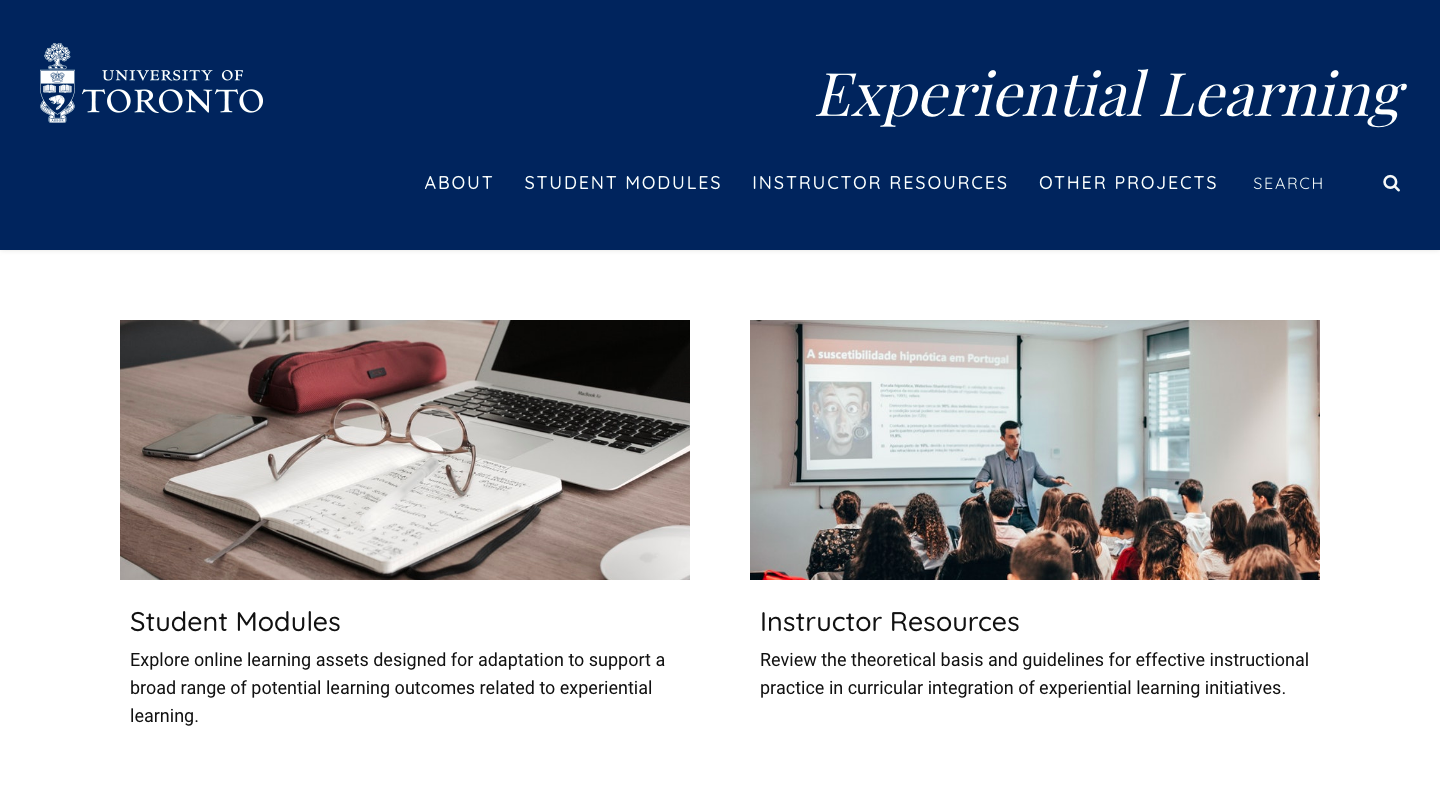 UNIVERSITY OF
TORONTO
Experiential Learning
ABOUT STUDENT MODULES INSTRUCTOR RESOURCES OTHER PROJECTS SEARCH
A suscetibilidade hipnótica em Portugal
Student Modules
Explore online learning assets designed for adaptation to support a
broad range of potential learning outcomes related to experiential
learning.
Instructor Resources
Review the theoretical basis and guidelines for effective instructional
practice in curricular integration of experiential learning initiatives.